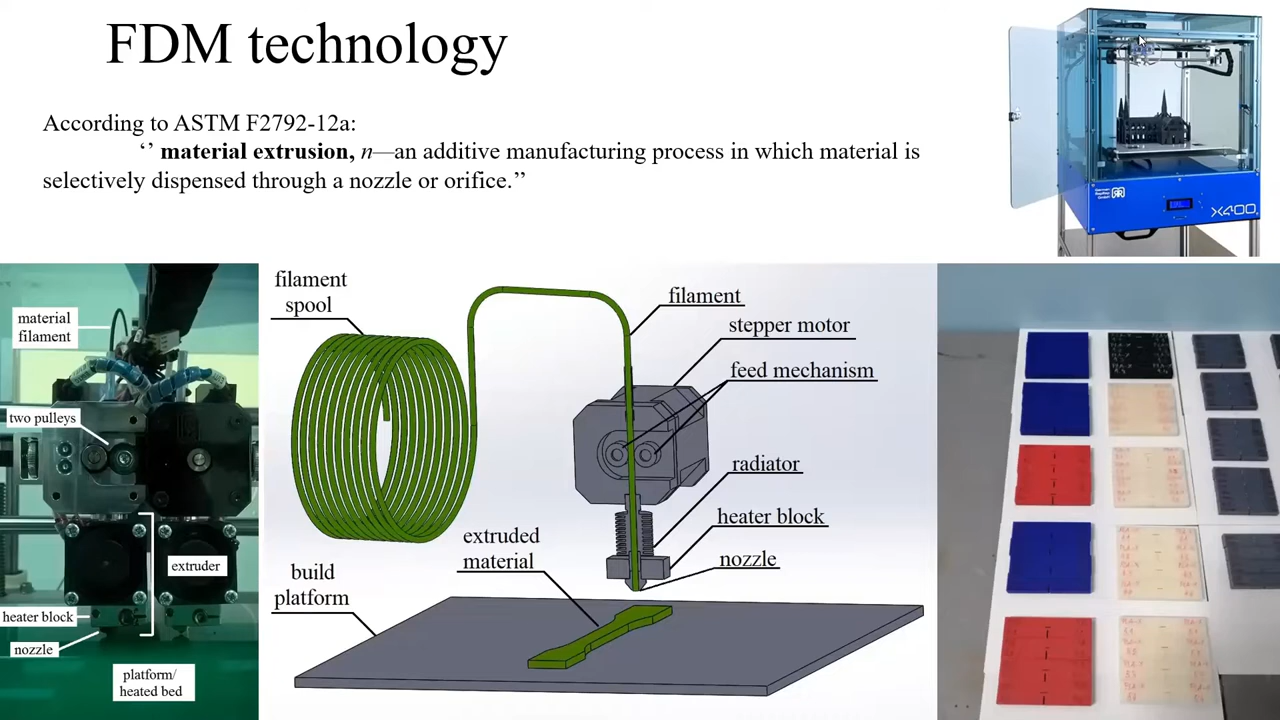 FDM technology
According to ASTM F2792-12a:
‘’ material extrusion, n—an additive manufacturing process in which material is
selectively dispensed through a nozzle or orifice.’’
X400
material
filament
two pulleys
extruder
heater block
nozzle
platform/
heated bed
filament
spool
filament
stepper motor
feed mechanism
radiator
heater block
nozzle
extruded
material
build
platform